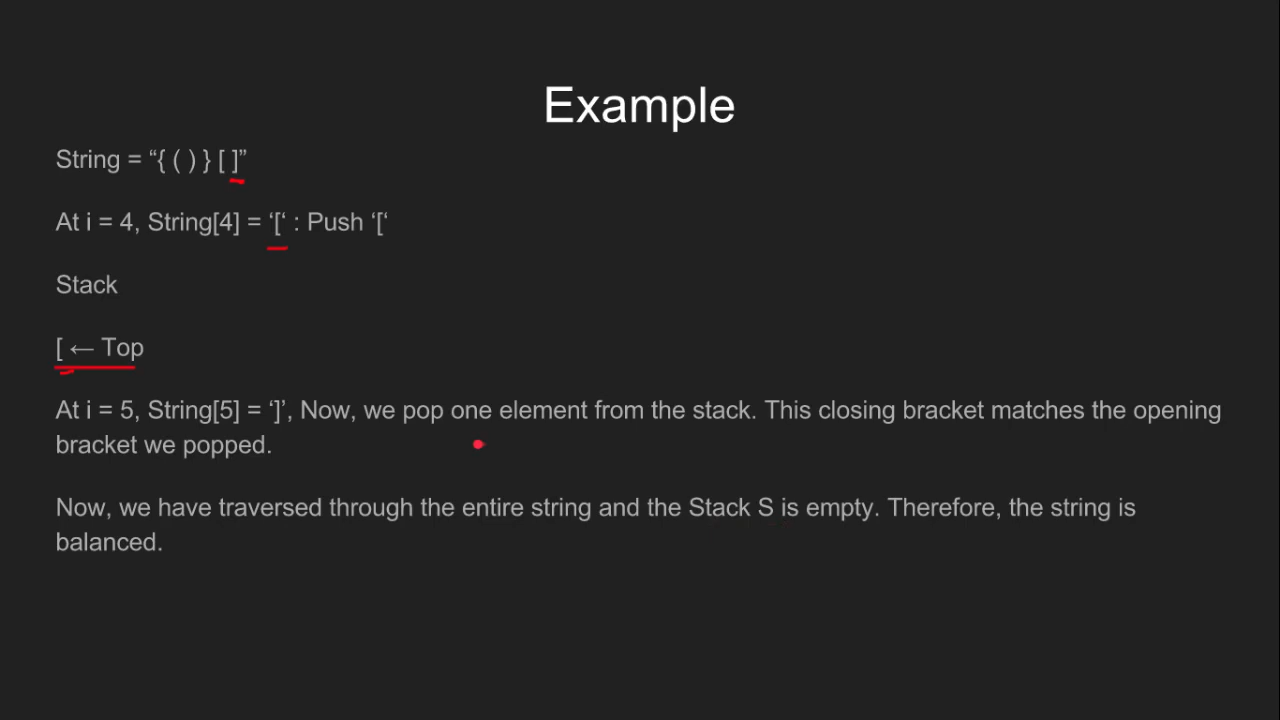 Example
String = “{ ( ) } [ ]”
At i = 4, String[4] = ‘[‘ : Push ‘[‘
Stack
[ ← Top
At i = 5, String[5] = ‘]’, Now, we pop one element from the stack. This closing bracket matches the opening
bracket we popped.
Now, we have traversed through the entire string and the Stack S is empty. Therefore, the string is
balanced.